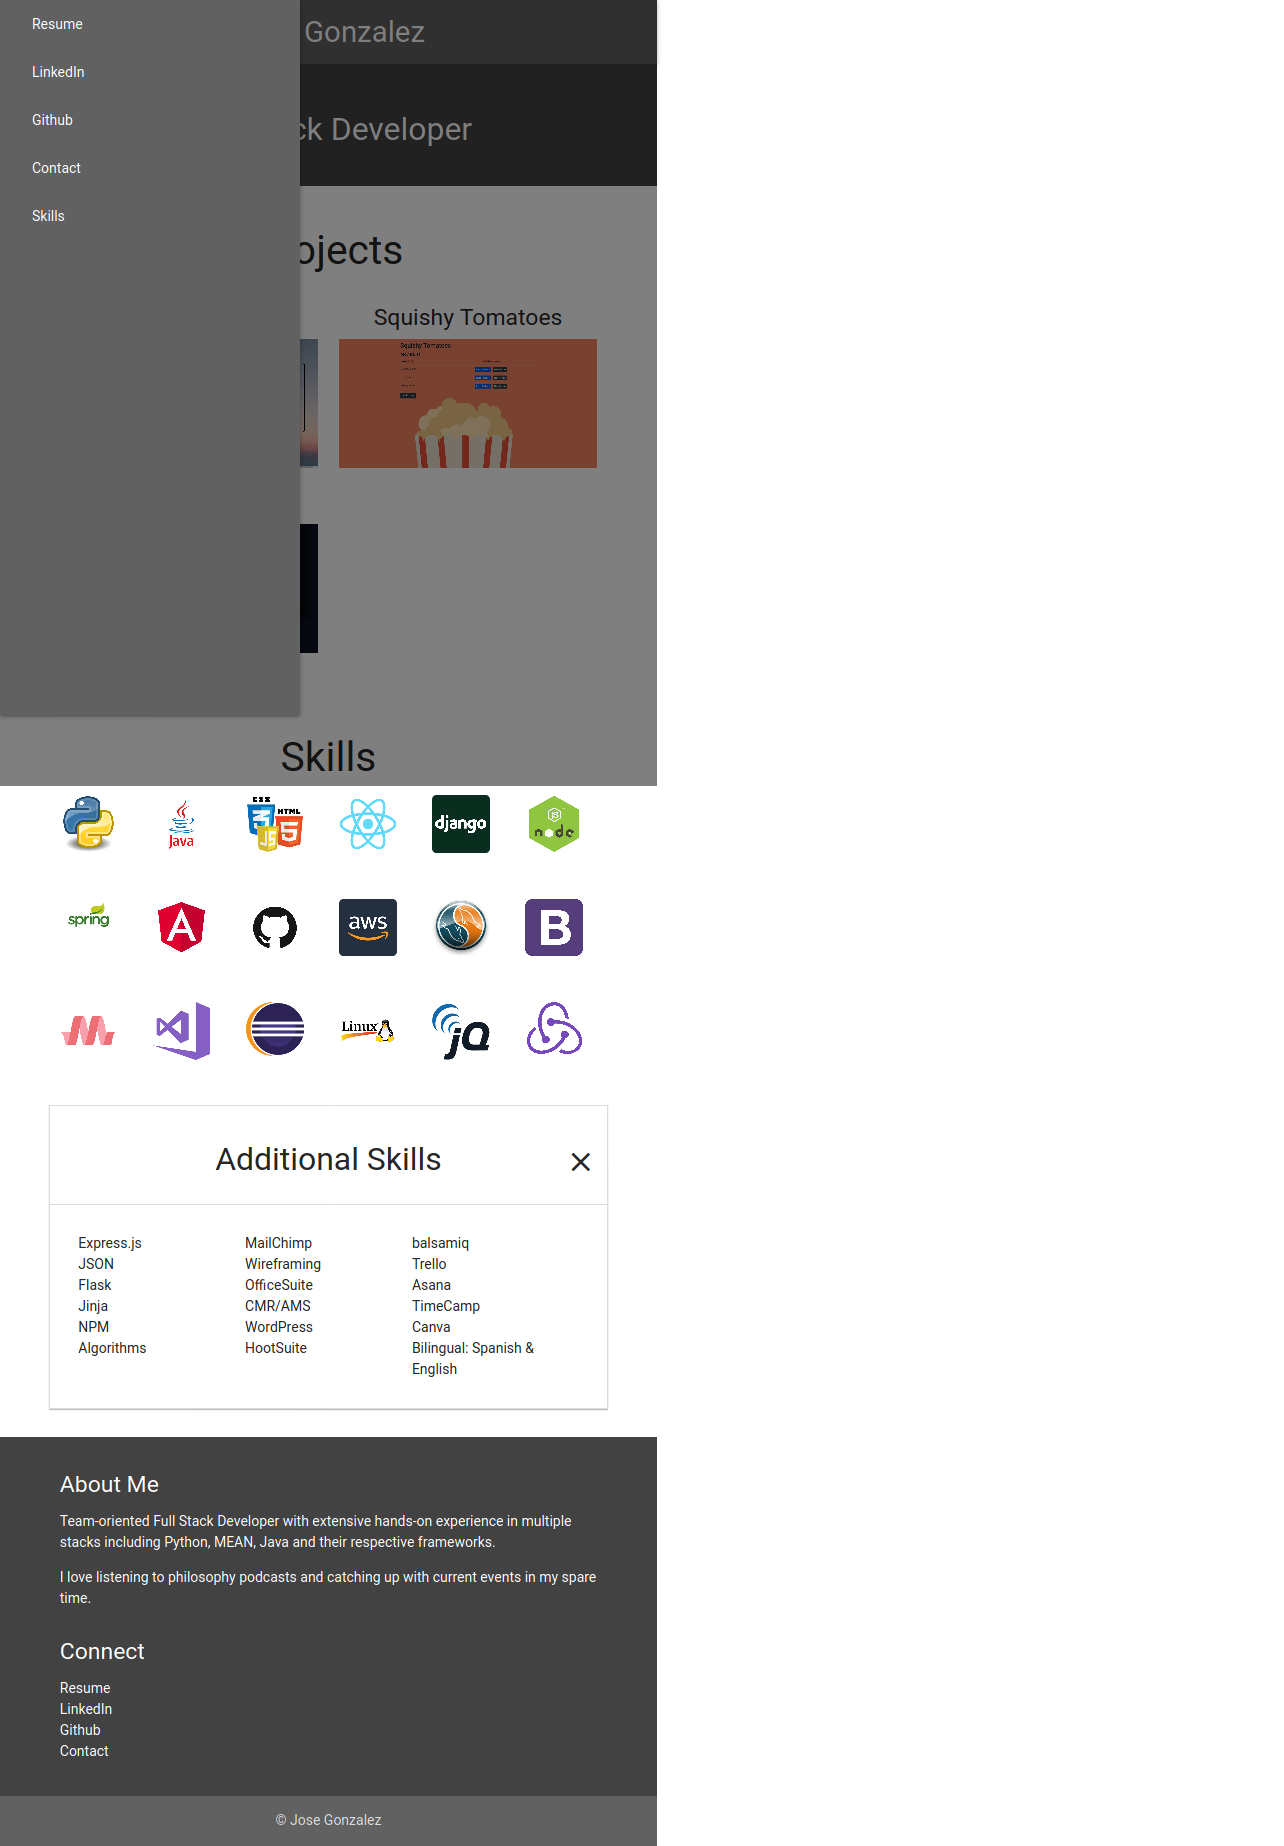 Resume
LinkedIn
Github
Contact
Skills
Gonzalez
ck Developer
ojects
Squishy Tomatoes
Squishy Tomatoes
Skills
Java
CSS
HTML
JS
5
django
JS
node
spring
A
aws
B
Linux
jQ
Additional Skills
Express.js
JSON
Flask
Jinja
NPM
Algorithms
MailChimp
Wireframing
OfficeSuite
CMR/AMS
WordPress
HootSuite
balsamiq
Trello
Asana
TimeCamp
Canva
Bilingual: Spanish &
English
About Me
Team-oriented Full Stack Developer with extensive hands-on experience in multiple
stacks including Python, MEAN, Java and their respective frameworks.
I love listening to philosophy podcasts and catching up with current events in my spare
time.
Connect
Resume
LinkedIn
Github
Contact
© Jose Gonzalez